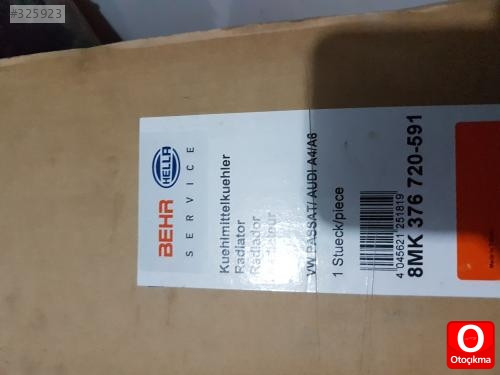 #325923
BEHR HELLA
SERVICE
Kuehlmittelkuehler
Radiator
Radiador
Radiateur
VW PASSAT/ AUDI A4/A6
1 Stueck/piece
4 045621 251819
8MK 376 720-591
O
Otoçıkma